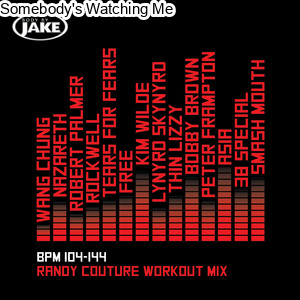 Somebody's Watching Me
BODY BY
JAKE
WANG CHUNG
NAZARETH
ROBERT PALMER
ROCKWELL
TEARS FOR FEARS
FREE
KIM WILDE
LYNYRD SKYNYRD
THIN LIZZY
BOBBY BROWN
PETER FRAMPTON
ASIA
38 SPECIAL
SMASH MOUTH
BPM 104-144
RANDY COUTURE WORKOUT MIX